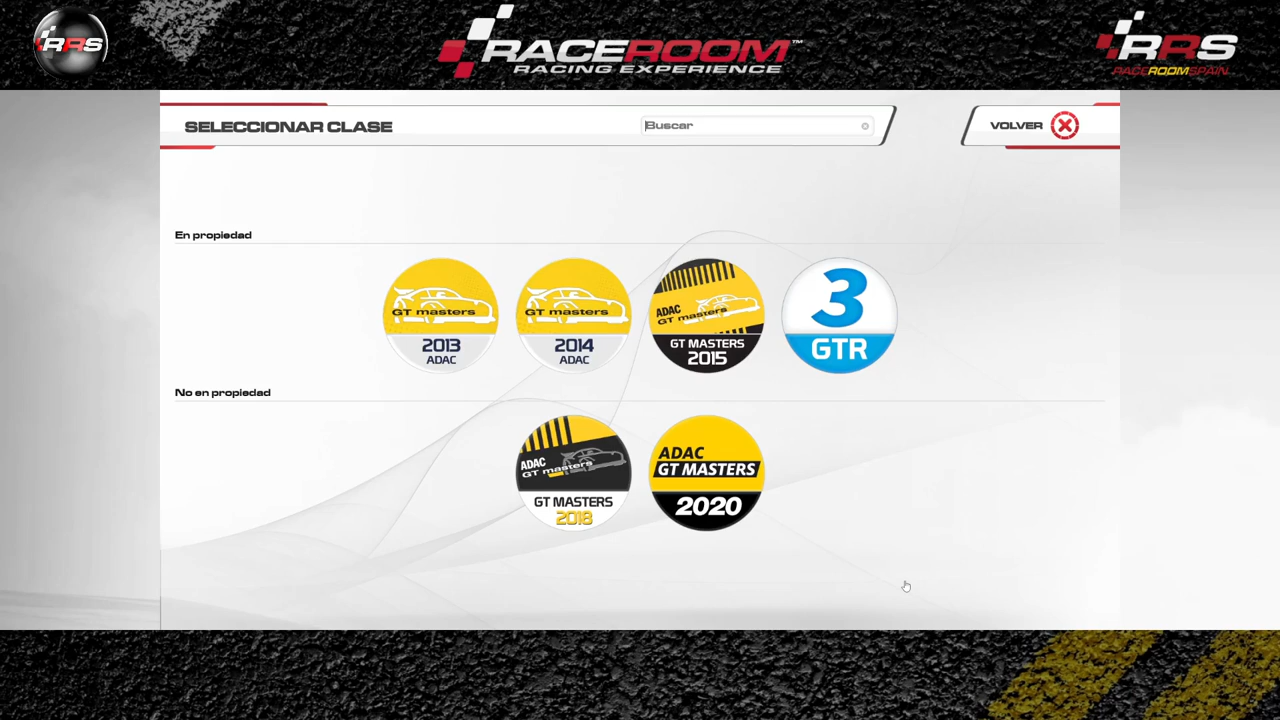 RRS
RACEROOM™
RACING EXPERIENCE
RRS
RACEROOMSPAIN
SELECCIONAR CLASE
Buscar
VOLVER
En propiedad
GT masters
2013
ADAC
GT masters
2014
ADAC
ADAC
GT masters
GT MASTERS
2015
3
GTR
No en propiedad
ADAC
GT masters
GT MASTERS
2018
ADAC
GT MASTERS
2020